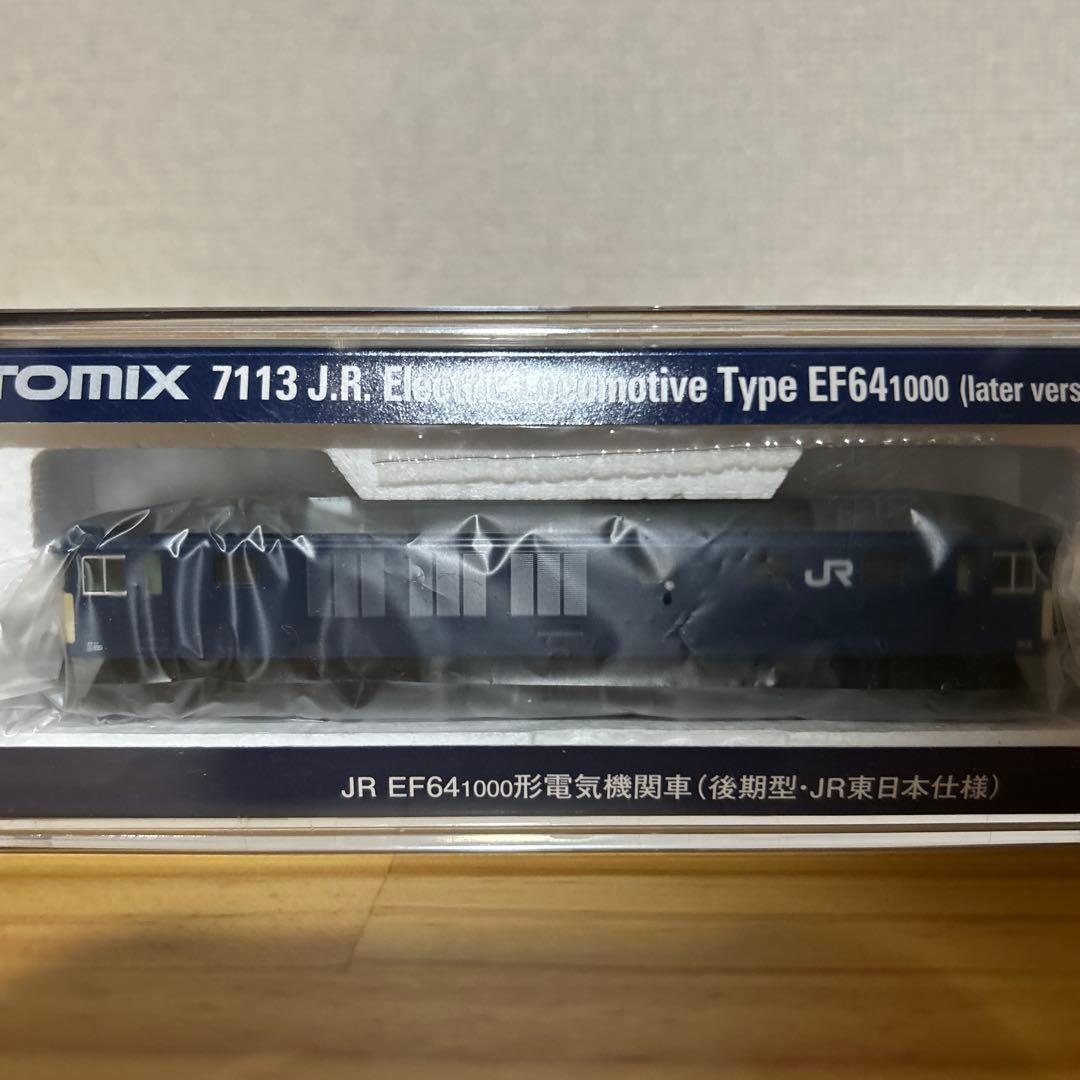 TOMIX 7113 J.R. Electric Locomotive Type EF641000 (later vers
JR
JR EF641000形電気機関車(後期型・JR東日本仕様)